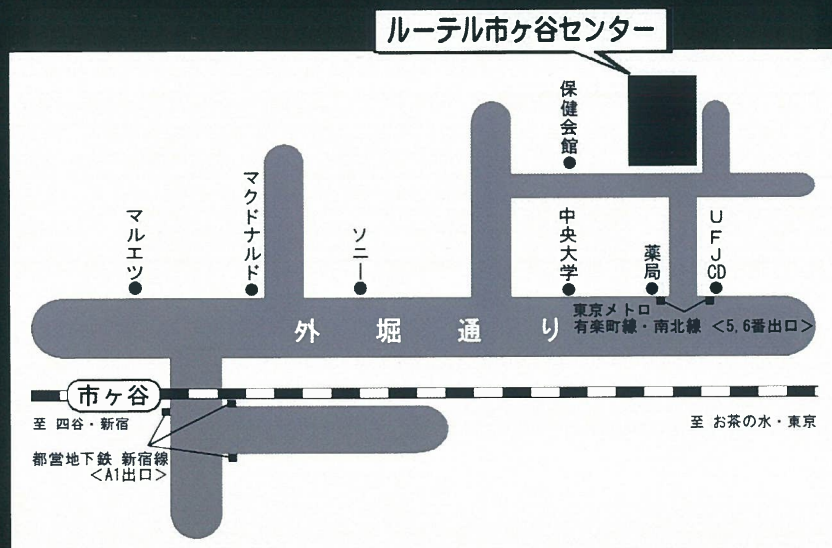 ルーテル市ヶ谷センター
保健会館
マクドナルド
マルエツ
ソニー
中央大学
薬局
UFJCD
東京メトロ
有楽町線・南北線 <5,6番出口>
外堀通り
市ヶ谷
至 四谷・新宿
至 お茶の水・東京
都営地下鉄 新宿線
<A1出口>